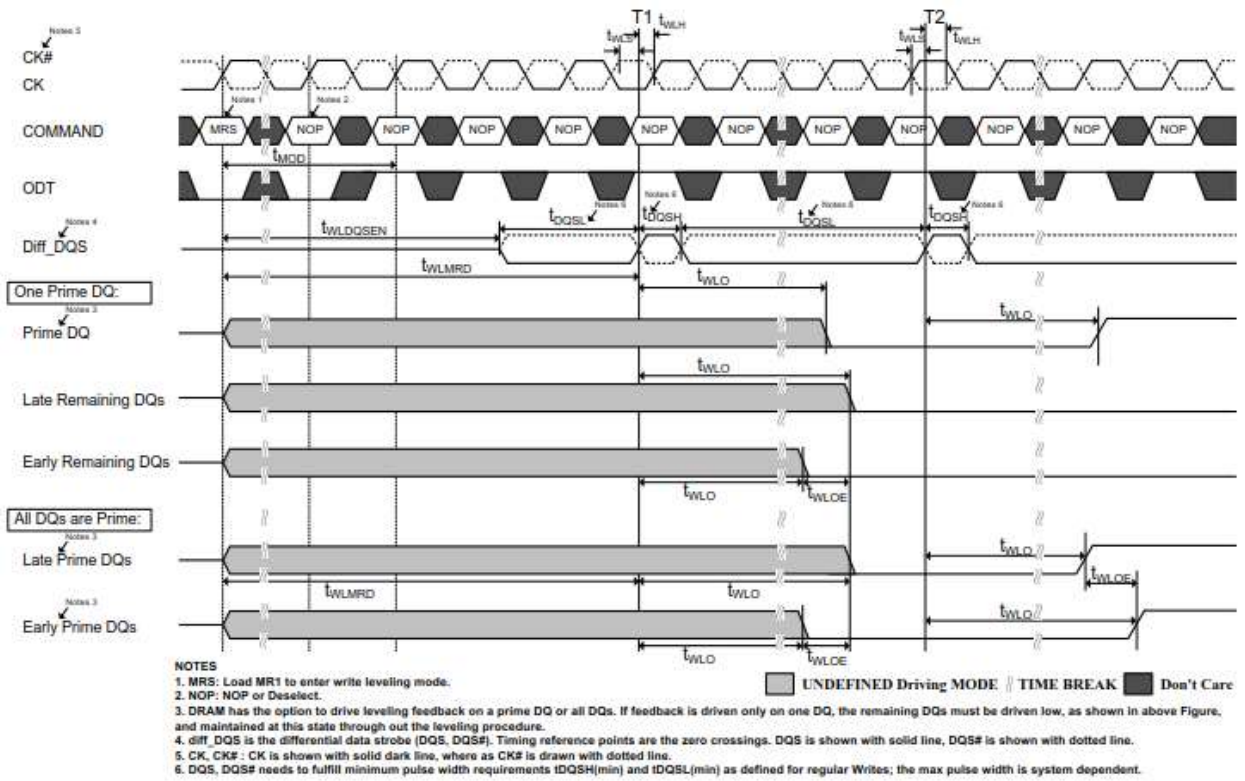 T1 T2
tWLS tWLH tWLS tWLH
Notes 5
CK#
CK
Notes 1 Notes 2
COMMAND MRS NOP NOP NOP NOP NOP NOP NOP NOP NOP NOP NOP
tMOD
ODT
Notes 4 Notes 6 Notes 6 Notes 6 Notes 6
tDQSL tDQSH tDQSL tDQSH
Diff_DQS tWLDQSEN
tWLMRD tWLO
One Prime DQ:
Notes 3
Prime DQ tWLO
tWLO
Late Remaining DQs
Early Remaining DQs
tWLO tWLOE
All DQs are Prime:
Notes 3
Late Prime DQs tWLO
tWLMRD tWLO tWLOE
Notes 3
Early Prime DQs tWLO
tWLO tWLOE
NOTES
1. MRS: Load MR1 to enter write leveling mode.
UNDEFINED Driving MODE TIME BREAK Don't Care
2. NOP: NOP or Deselect.
3. DRAM has the option to drive leveling feedback on a prime DQ or all DQs. If feedback is driven only on one DQ, the remaining DQs must be driven low, as shown in above Figure,
and maintained at this state through out the leveling procedure.
4. diff_DQS is the differential data strobe (DQS, DQS#). Timing reference points are the zero crossings. DQS is shown with solid line, DQS# is shown with dotted line.
5. CK, CK# : CK is shown with solid dark line, where as CK# is drawn with dotted line.
6. DQS, DQS# needs to fulfill minimum pulse width requirements tDQSH(min) and tDQSL(min) as defined for regular Writes; the max pulse width is system dependent.